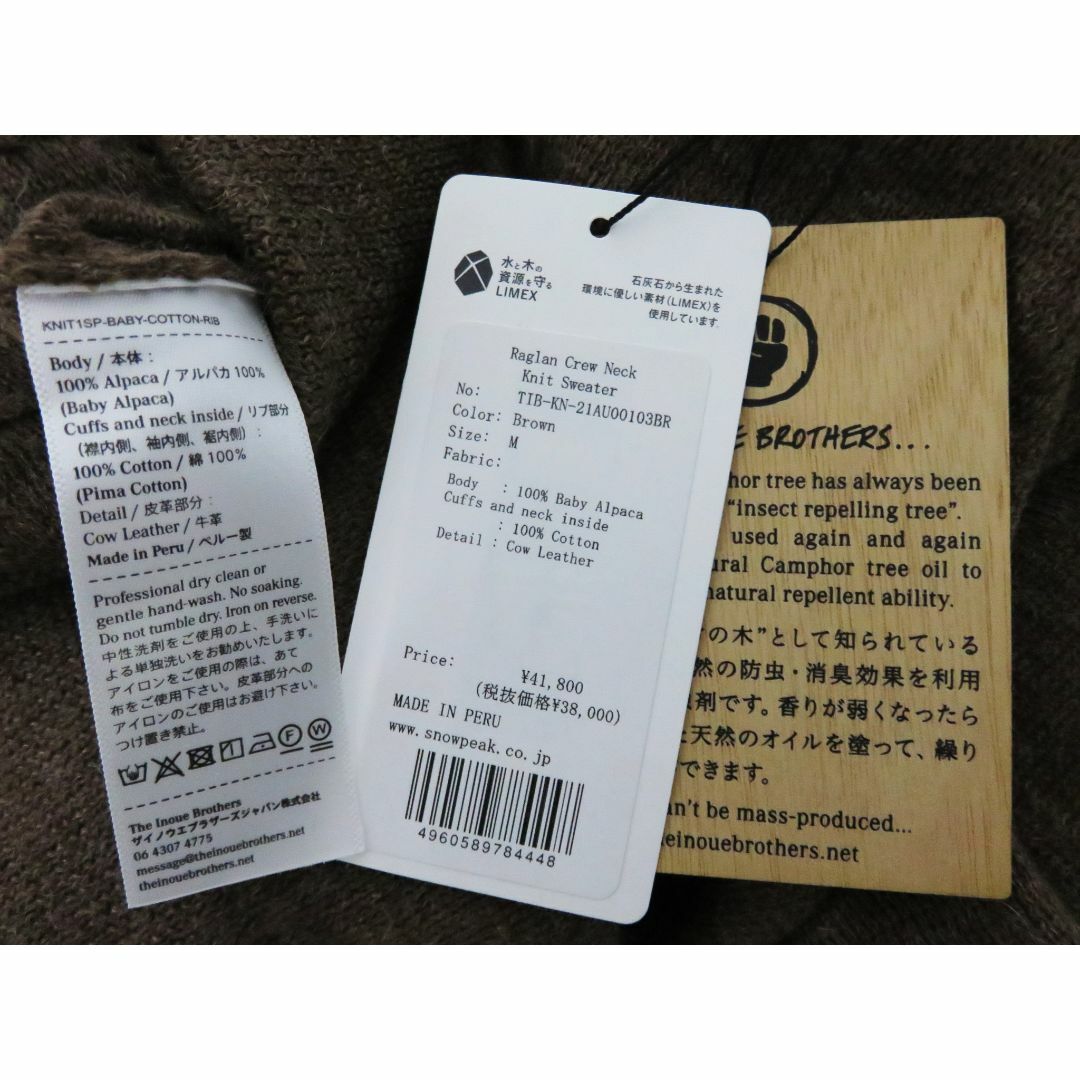 KNIT1SP-BABY-COTTON-RIB
Body / 本体 :
100% Alpaca / アルパカ 100%
(Baby Alpaca)
Cuffs and neck inside / リブ部分
(襟内側、袖内側、裾内側) :
100% Cotton / 綿 100%
(Pima Cotton)
Detail / 皮革部分 :
Cow Leather / 牛革
Made in Peru / ペルー製
Professional dry clean or
gentle hand-wash. No soaking.
Do not tumble dry. Iron on reverse.
中性洗剤をご使用の上、手洗いに
よる単独洗いをお勧めいたします。
アイロンをご使用の際は、あて
布をご使用下さい。皮革部分への
アイロンのご使用はお避け下さい。
つけ置き禁止。
F W
The Inoue Brothers
ザ イノウエブラザーズジャパン株式会社
06 4307 4775
message@theinouebrothers.net
theinouebrothers.net
水と木の
資源を守る
LIMEX
石灰石から生まれた
環境に優しい素材(LIMEX)を
使用しています。
Raglan Crew Neck
Knit Sweater
No: TIB-KN-21AU00103BR
Color: Brown
Size: M
Fabric:
Body : 100% Baby Alpaca
Cuffs and neck inside
: 100% Cotton
Detail : Cow Leather
Price: ¥41,800
(税抜価格¥38,000)
MADE IN PERU
www.snowpeak.co.jp
4960589784448
BROTHERS...
tree has always been
"insect repelling tree".
used again and again
Camphor tree oil to
natural repellent ability.
の木"として知られている
然の防虫・消臭効果を利用
剤です。香りが弱くなったら
天然のオイルを塗って、繰り
できます。
n't be mass-produced...
heinouebrothers.net